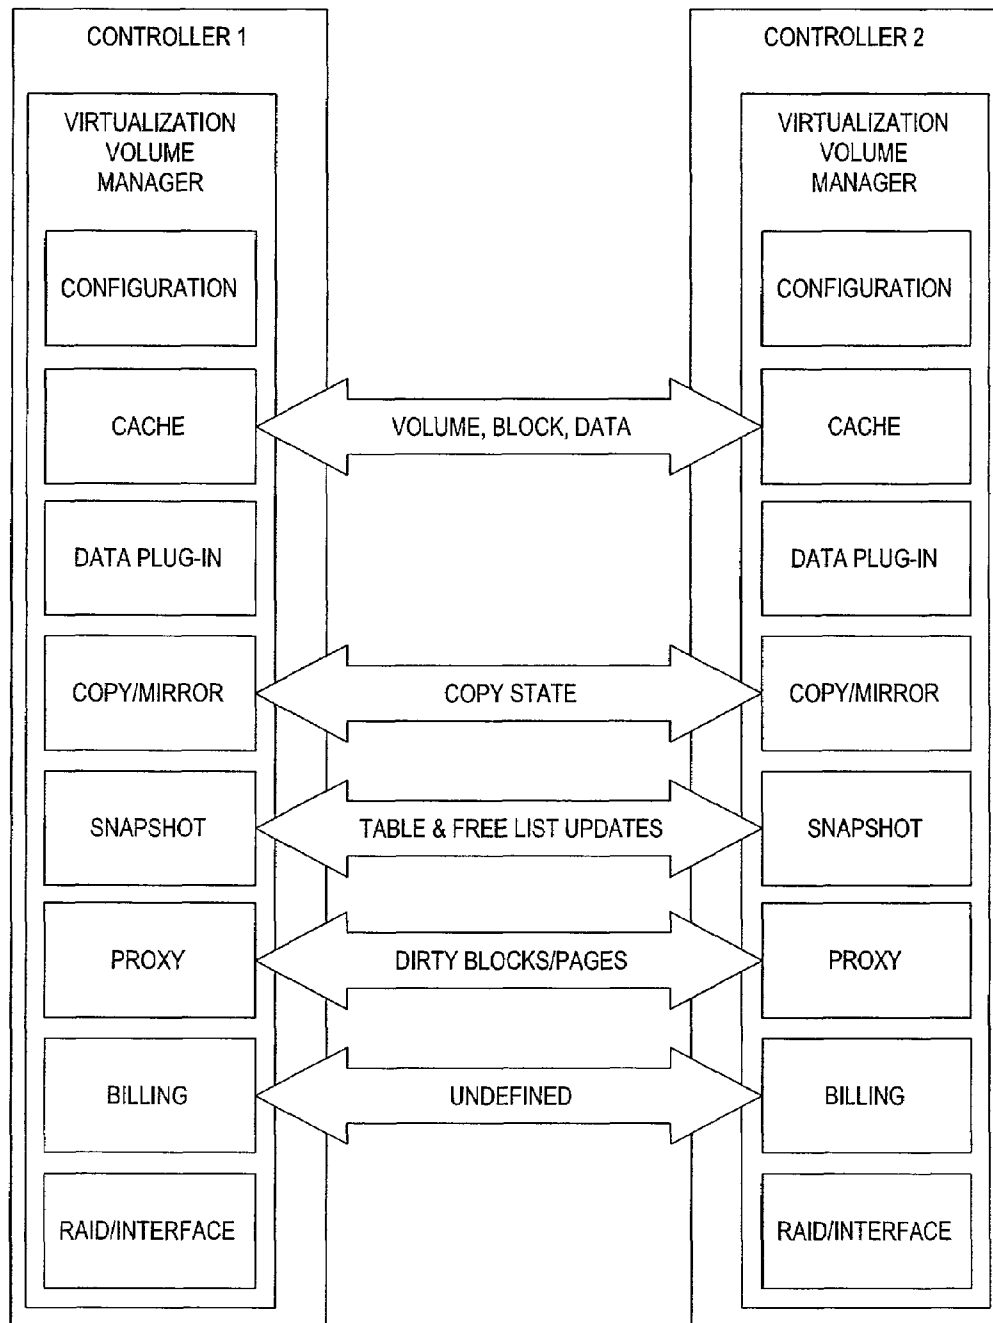 CONTROLLER 1
CONTROLLER 2
VIRTUALIZATION
VOLUME
MANAGER
VIRTUALIZATION
VOLUME
MANAGER
CONFIGURATION
CONFIGURATION
CACHE
VOLUME, BLOCK, DATA
CACHE
DATA PLUG-IN
DATA PLUG-IN
COPY/MIRROR
COPY STATE
COPY/MIRROR
SNAPSHOT
TABLE & FREE LIST UPDATES
SNAPSHOT
PROXY
DIRTY BLOCKS/PAGES
PROXY
BILLING
UNDEFINED
BILLING
RAID/INTERFACE
RAID/INTERFACE